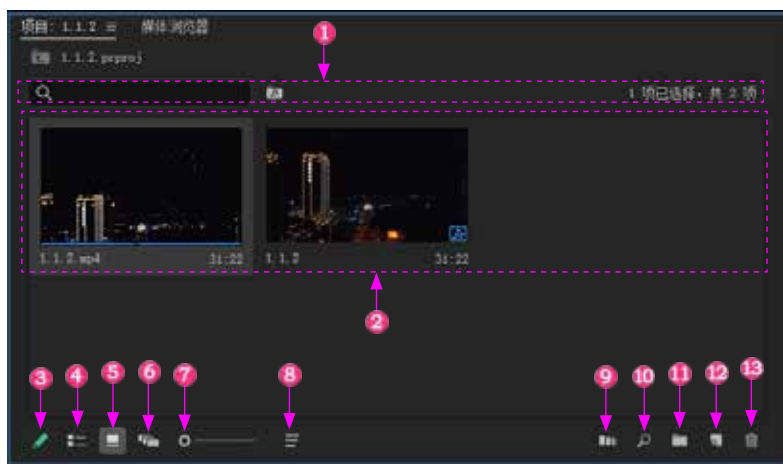 项目: 1.1.2 ≡ 媒体浏览器
1
1.1.2.prproj
1 项已选择，共 2 项
1.1.2.mp4 31:22 1.1.2 31:22
2
3 4 5 6 7 8 9 10 11 12 13